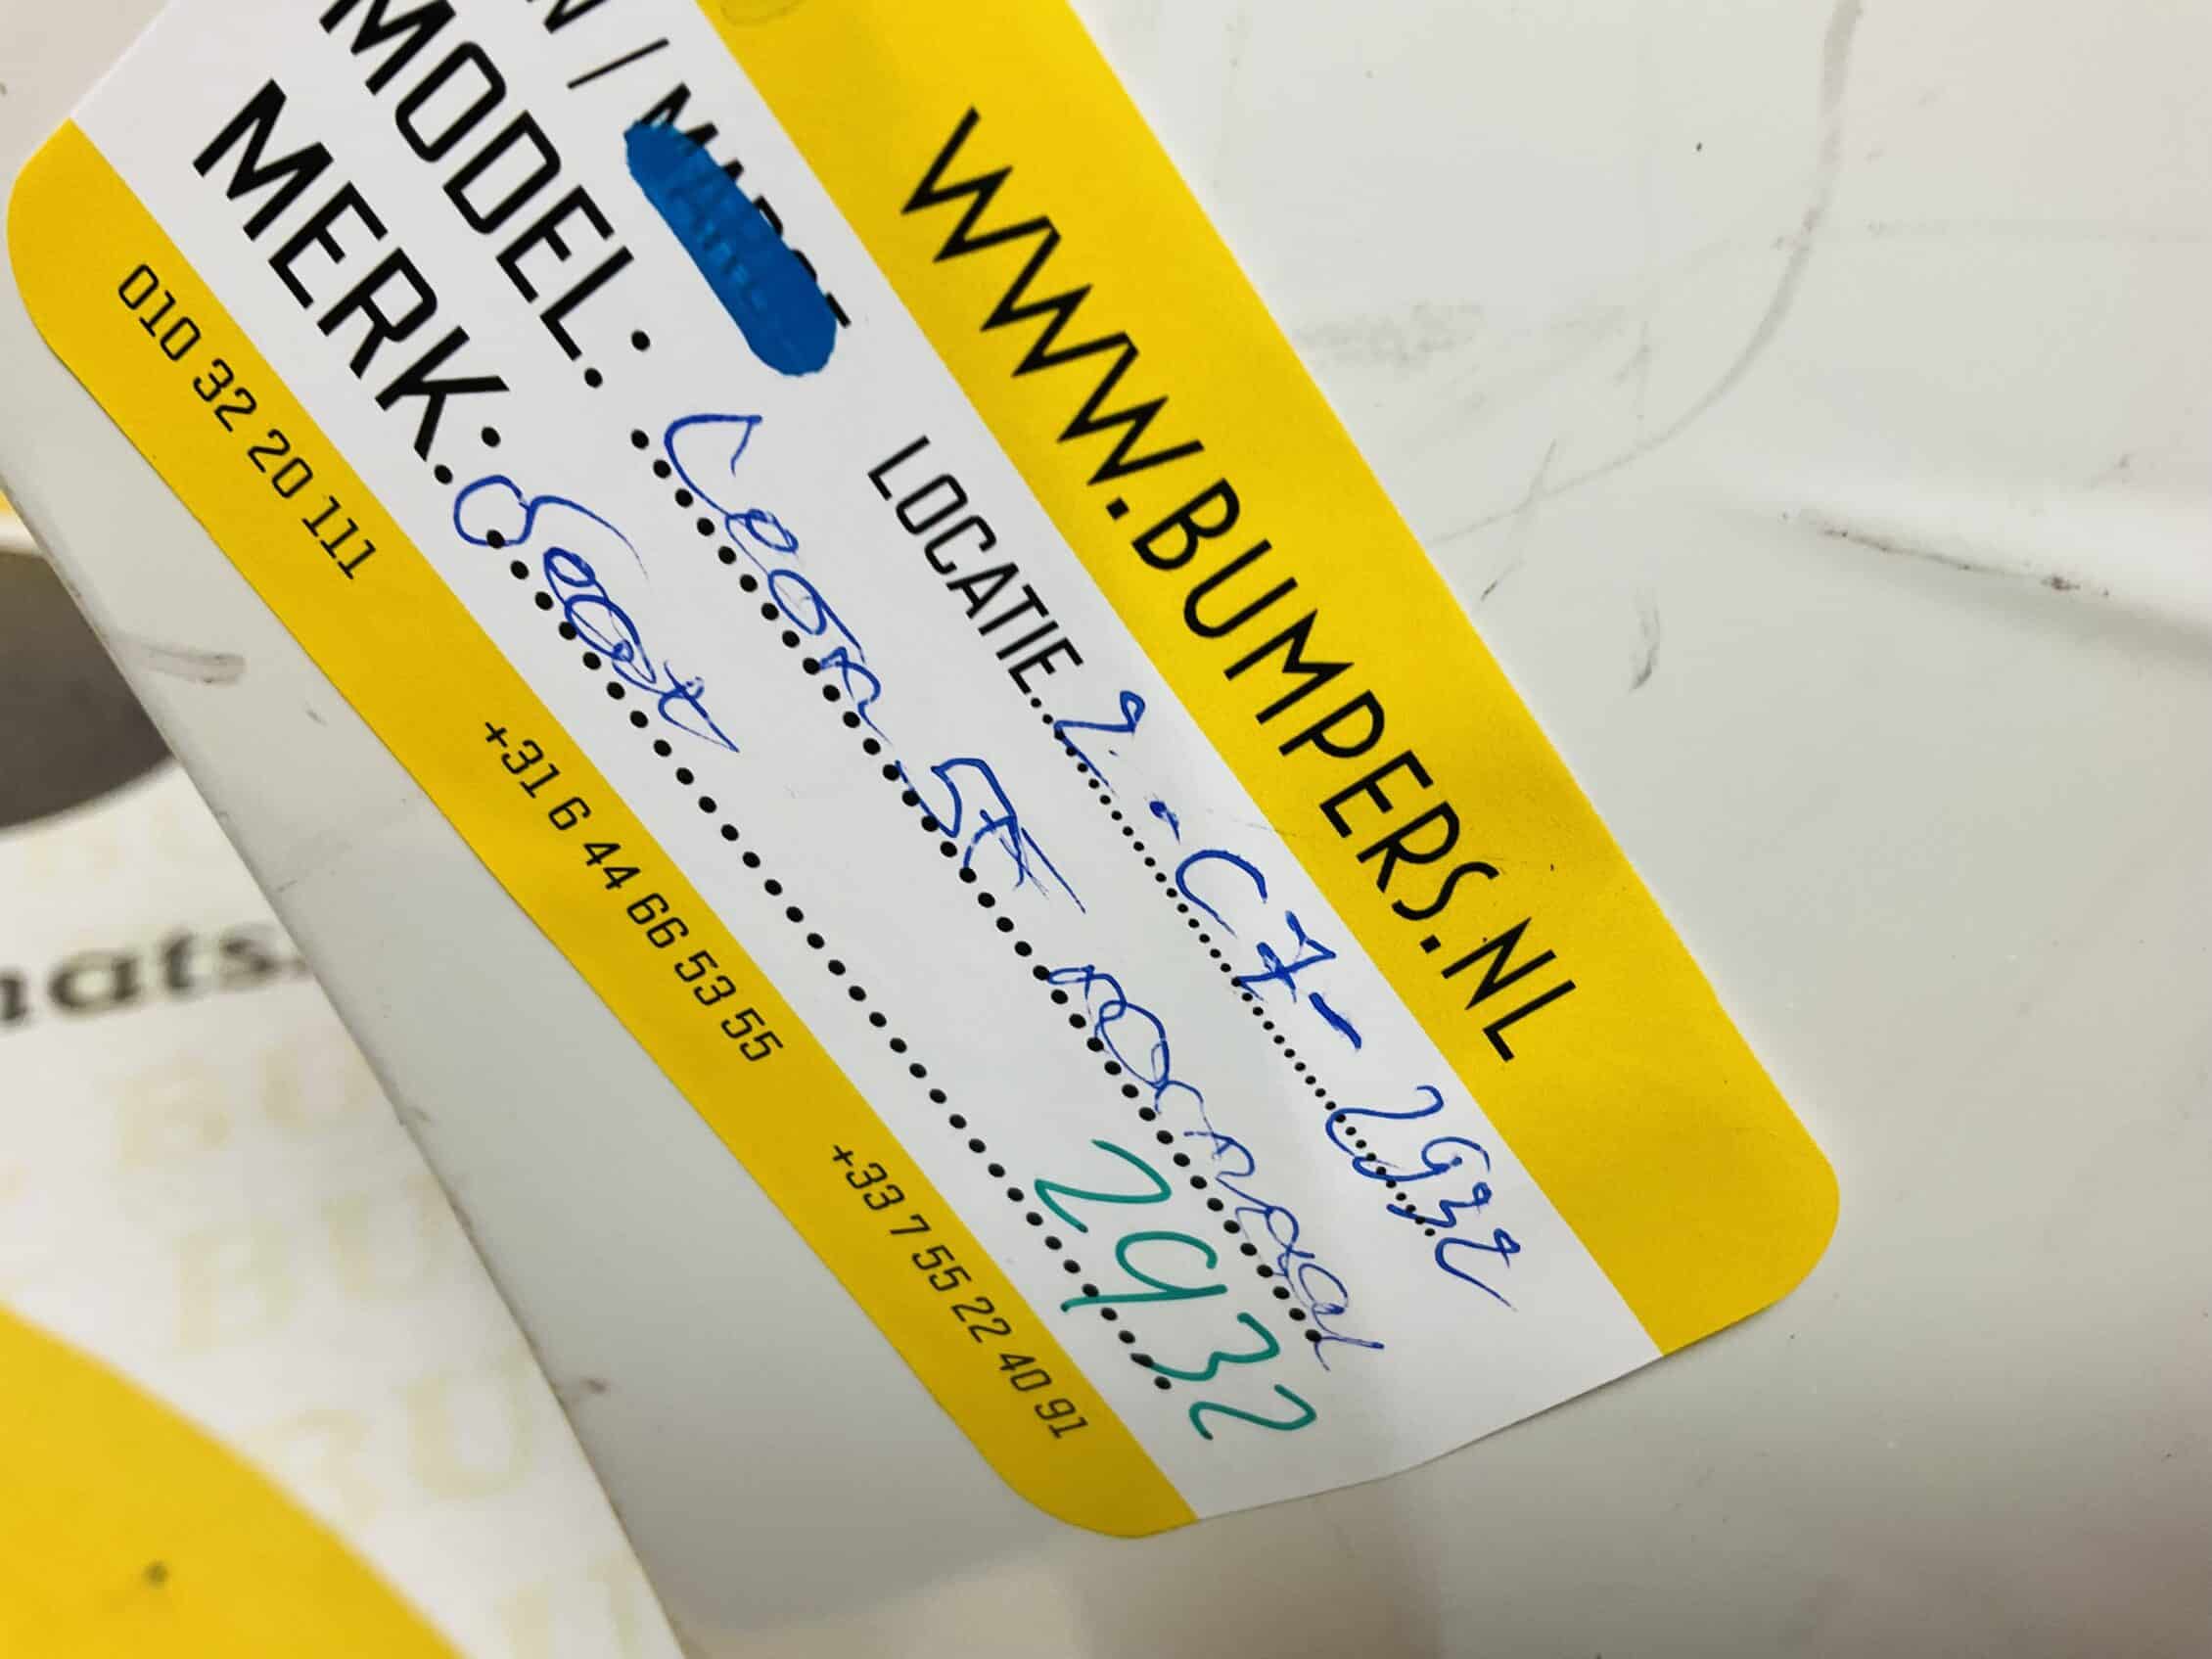 WWW.BUMPERS.NL
LOCATIE 2 - C7 - 2932
MODEL: Leon 5F
MERK: Seat
2932
010 32 20 111 +31 6 44 66 53 55 +33 7 55 22 40 91